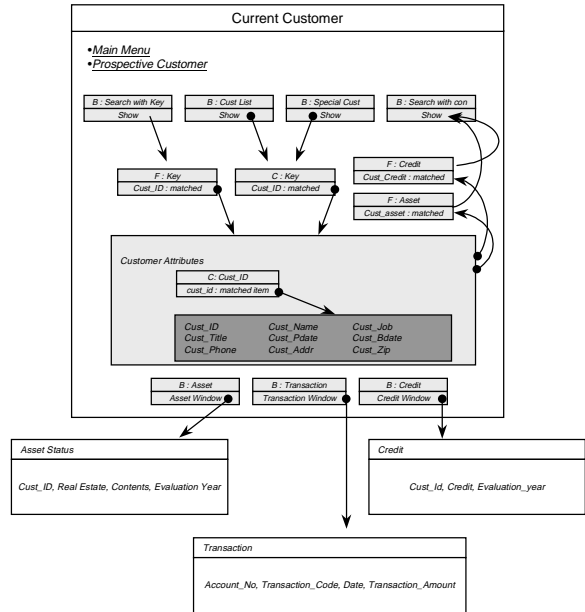 Current Customer
•Main Menu
•Prospective Customer
B : Search with Key
Show
B : Cust List
Show
B : Special Cust
Show
B : Search with con
Show
F : Key
Cust_ID : matched
C : Key
Cust_ID : matched
F : Credit
Cust_Credit : matched
F : Asset
Cust_asset : matched
Customer Attributes
C: Cust_ID
cust_id : matched item
Cust_ID Cust_Name Cust_Job
Cust_Title Cust_Pdate Cust_Bdate
Cust_Phone Cust_Addr Cust_Zip
B : Asset
Asset Window
B : Transaction
Transaction Window
B : Credit
Credit Window
Asset Status
Cust_ID, Real Estate, Contents, Evaluation Year
Credit
Cust_Id, Credit, Evaluation_year
Transaction
Account_No, Transaction_Code, Date, Transaction_Amount